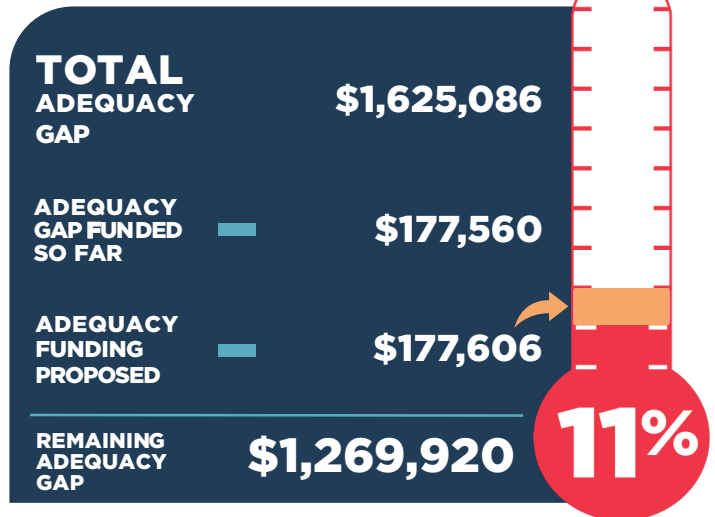 TOTAL
ADEQUACY
GAP
$1,625,086
ADEQUACY
GAP FUNDED
SO FAR
$177,560
ADEQUACY
FUNDING
PROPOSED
$177,606
REMAINING
ADEQUACY
GAP
$1,269,920
11%